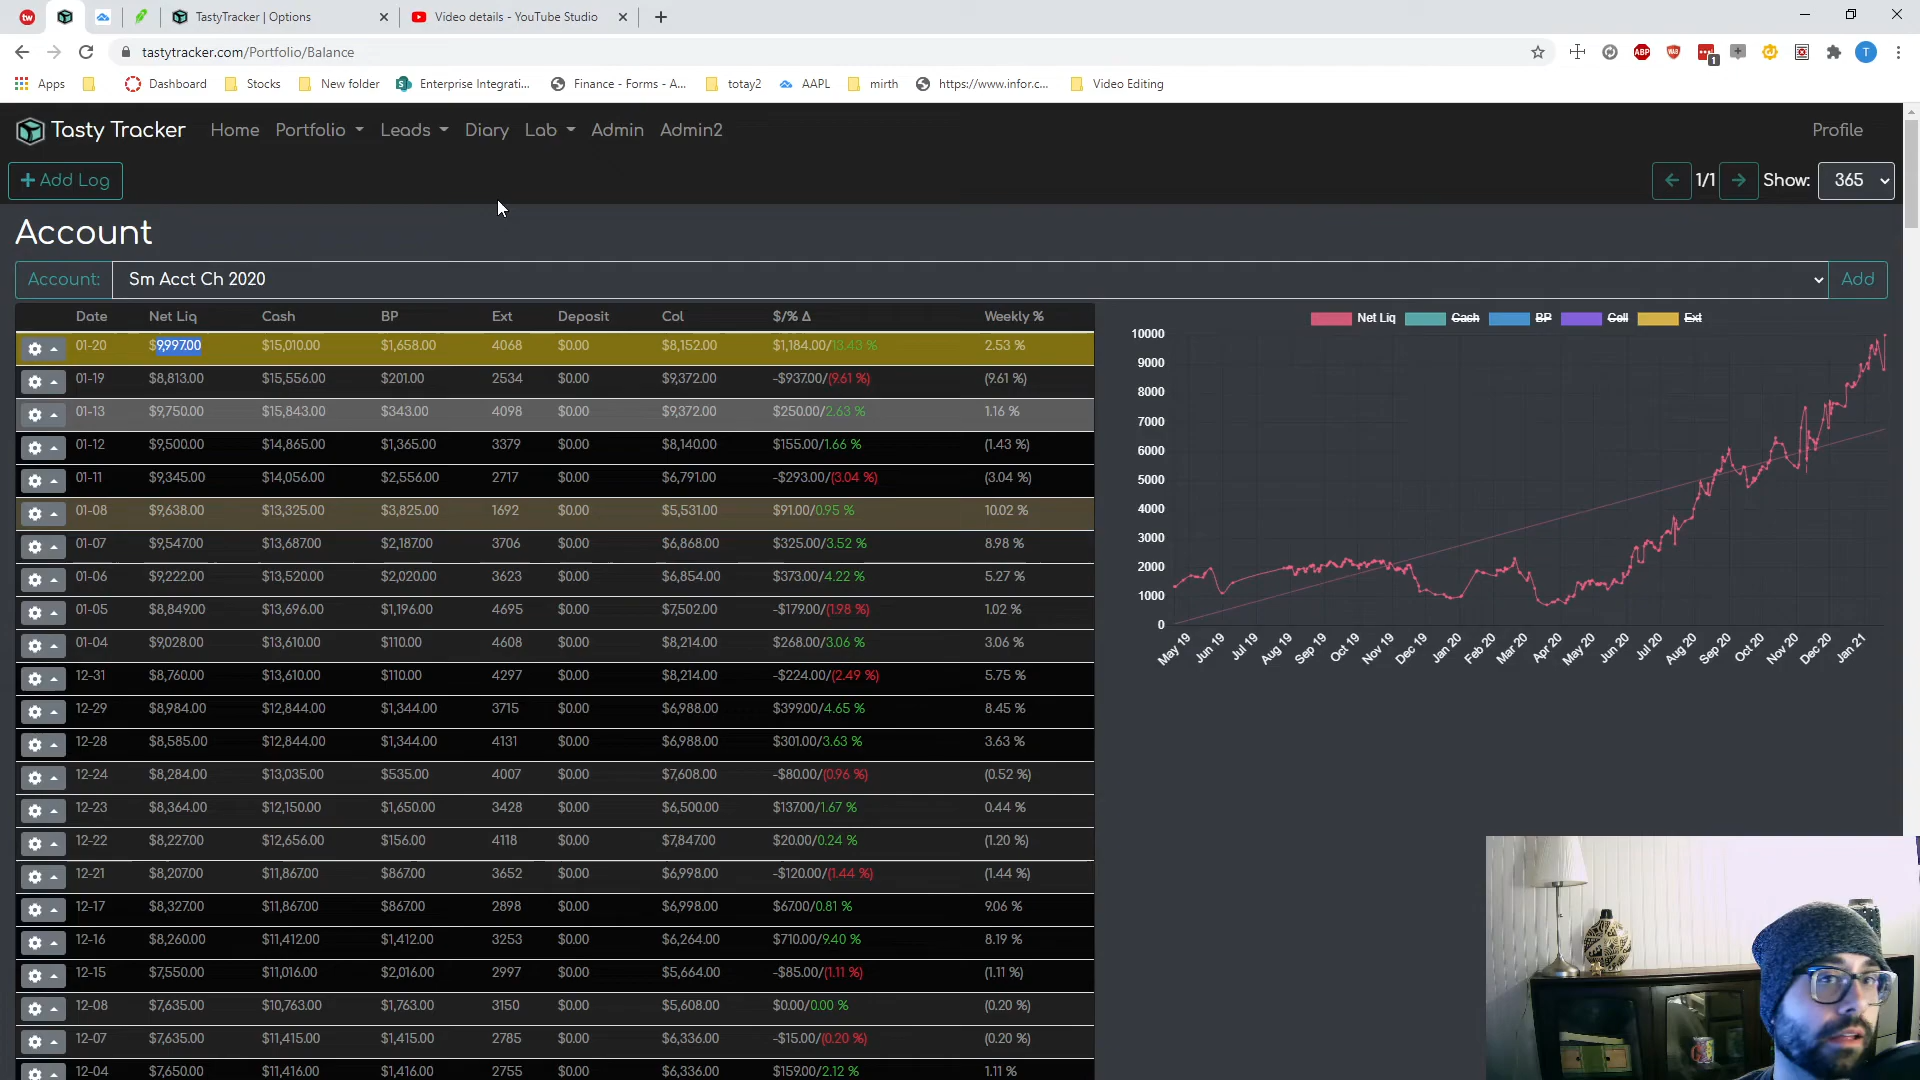 TastyTracker | Options
Video details - YouTube Studio
tastytracker.com/Portfolio/Balance
Apps Dashboard Stocks New folder Enterprise Integrati... Finance - Forms - A... totay2 AAPL mirth https://www.infor.c... Video Editing
Tasty Tracker Home Portfolio Leads Diary Lab Admin Admin2 Profile
+ Add Log 1/1 Show: 365
Account
Account: Sm Acct Ch 2020 Add
Date Net Liq Cash BP Ext Deposit Col $/% Δ Weekly %
01-20 $9,997.00 $15,010.00 $1,658.00 4068 $0.00 $8,152.00 $1,184.00/13.43 % 2.53 %
01-19 $8,813.00 $15,556.00 $201.00 2534 $0.00 $9,372.00 -$937.00/(9.61 %) (9.61 %)
01-13 $9,750.00 $15,843.00 $343.00 4098 $0.00 $9,372.00 $250.00/2.63 % 1.16 %
01-12 $9,500.00 $14,865.00 $1,365.00 3379 $0.00 $8,140.00 $155.00/1.66 % (1.43 %)
01-11 $9,345.00 $14,056.00 $2,556.00 2717 $0.00 $6,791.00 -$293.00/(3.04 %) (3.04 %)
01-08 $9,638.00 $13,325.00 $3,825.00 1692 $0.00 $5,531.00 $91.00/0.95 % 10.02 %
01-07 $9,547.00 $13,687.00 $2,187.00 3706 $0.00 $6,868.00 $325.00/3.52 % 8.98 %
01-06 $9,222.00 $13,520.00 $2,020.00 3623 $0.00 $6,854.00 $373.00/4.22 % 5.27 %
01-05 $8,849.00 $13,696.00 $1,196.00 4695 $0.00 $7,502.00 -$179.00/(1.98 %) 1.02 %
01-04 $9,028.00 $13,610.00 $110.00 4608 $0.00 $8,214.00 $268.00/3.06 % 3.06 %
12-31 $8,760.00 $13,610.00 $110.00 4297 $0.00 $8,214.00 -$224.00/(2.49 %) 5.75 %
12-29 $8,984.00 $12,844.00 $1,344.00 3715 $0.00 $6,988.00 $399.00/4.65 % 8.45 %
12-28 $8,585.00 $12,844.00 $1,344.00 4131 $0.00 $6,988.00 $301.00/3.63 % 3.63 %
12-24 $8,284.00 $13,035.00 $535.00 4007 $0.00 $7,608.00 -$80.00/(0.96 %) (0.52 %)
12-23 $8,364.00 $12,150.00 $1,650.00 3428 $0.00 $6,500.00 $137.00/1.67 % 0.44 %
12-22 $8,227.00 $12,656.00 $156.00 4118 $0.00 $7,847.00 $20.00/0.24 % (1.20 %)
12-21 $8,207.00 $11,867.00 $867.00 3652 $0.00 $6,998.00 -$120.00/(1.44 %) (1.44 %)
12-17 $8,327.00 $11,867.00 $867.00 2898 $0.00 $6,998.00 $67.00/0.81 % 9.06 %
12-16 $8,260.00 $11,412.00 $1,412.00 3253 $0.00 $6,264.00 $710.00/9.40 % 8.19 %
12-15 $7,550.00 $11,016.00 $2,016.00 2997 $0.00 $5,664.00 -$85.00/(1.11 %) (1.11 %)
12-08 $7,635.00 $10,763.00 $1,763.00 3150 $0.00 $5,608.00 $0.00/0.00 % (0.20 %)
12-07 $7,635.00 $11,415.00 $1,415.00 2785 $0.00 $6,336.00 -$15.00/(0.20 %) (0.20 %)
12-04 $7,650.00 $11,416.00 $1,416.00 2755 $0.00 $6,336.00 $159.00/2.12 % 1.11 %
Net Liq Cash BP Coll Ext
10000
9000
8000
7000
6000
5000
4000
3000
2000
1000
0
May 19 Jun 19 Jul 19 Aug 19 Sep 19 Oct 19 Nov 19 Dec 19 Jan 20 Feb 20 Mar 20 Apr 20 May 20 Jun 20 Jul 20 Aug 20 Sep 20 Oct 20 Nov 20 Dec 20 Jan 21
tw
ABP
1
T